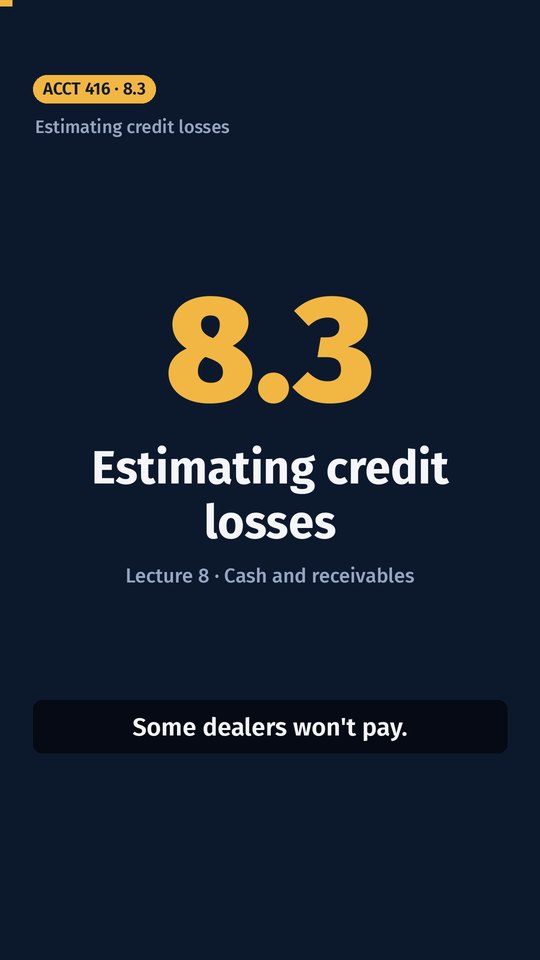 ACCT 416 · 8.3
Estimating credit losses
8.3
Estimating credit
losses
Lecture 8 · Cash and receivables
Some dealers won't pay.